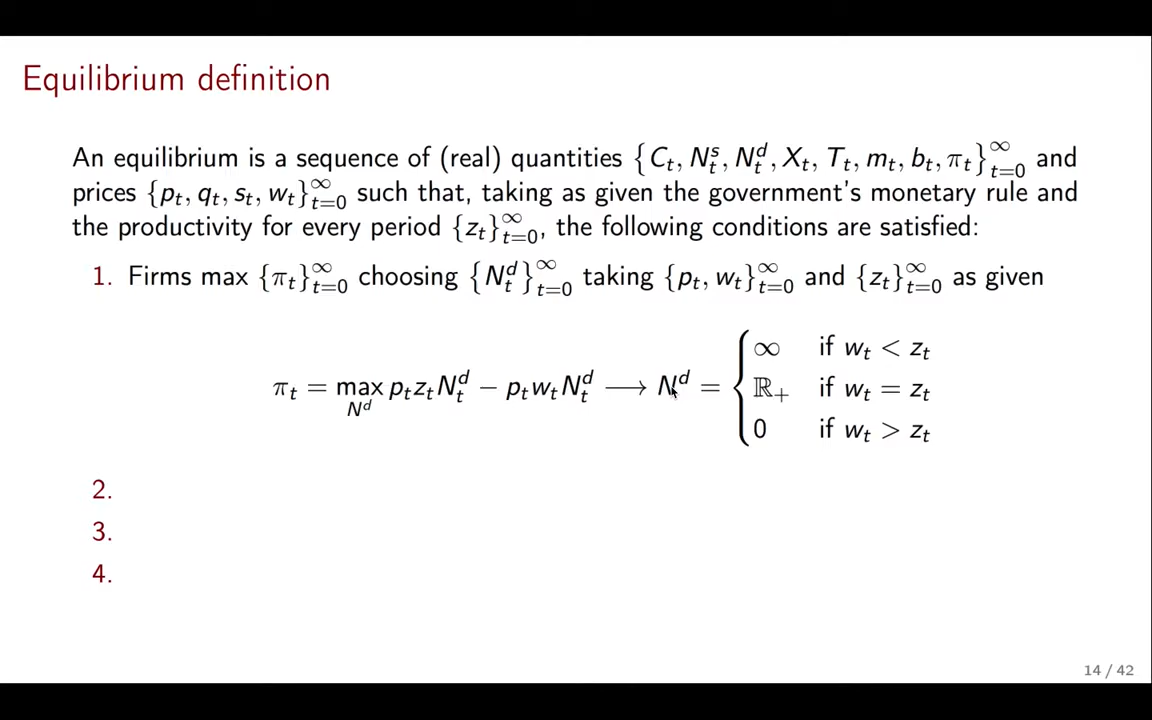 Equilibrium definition
An equilibrium is a sequence of (real) quantities {C_t, N_t^s, N_t^d, X_t, T_t, m_t, b_t, π_t}_{t=0}^∞ and
prices {p_t, q_t, s_t, w_t}_{t=0}^∞ such that, taking as given the government's monetary rule and
the productivity for every period {z_t}_{t=0}^∞, the following conditions are satisfied:
1. Firms max {π_t}_{t=0}^∞ choosing {N_t^d}_{t=0}^∞ taking {p_t, w_t}_{t=0}^∞ and {z_t}_{t=0}^∞ as given
π_t = max_{N^d} p_t z_t N_t^d − p_t w_t N_t^d ⟶ N^d = { ∞ if w_t < z_t
ℝ_+ if w_t = z_t
0 if w_t > z_t
2.
3.
4.
14 / 42